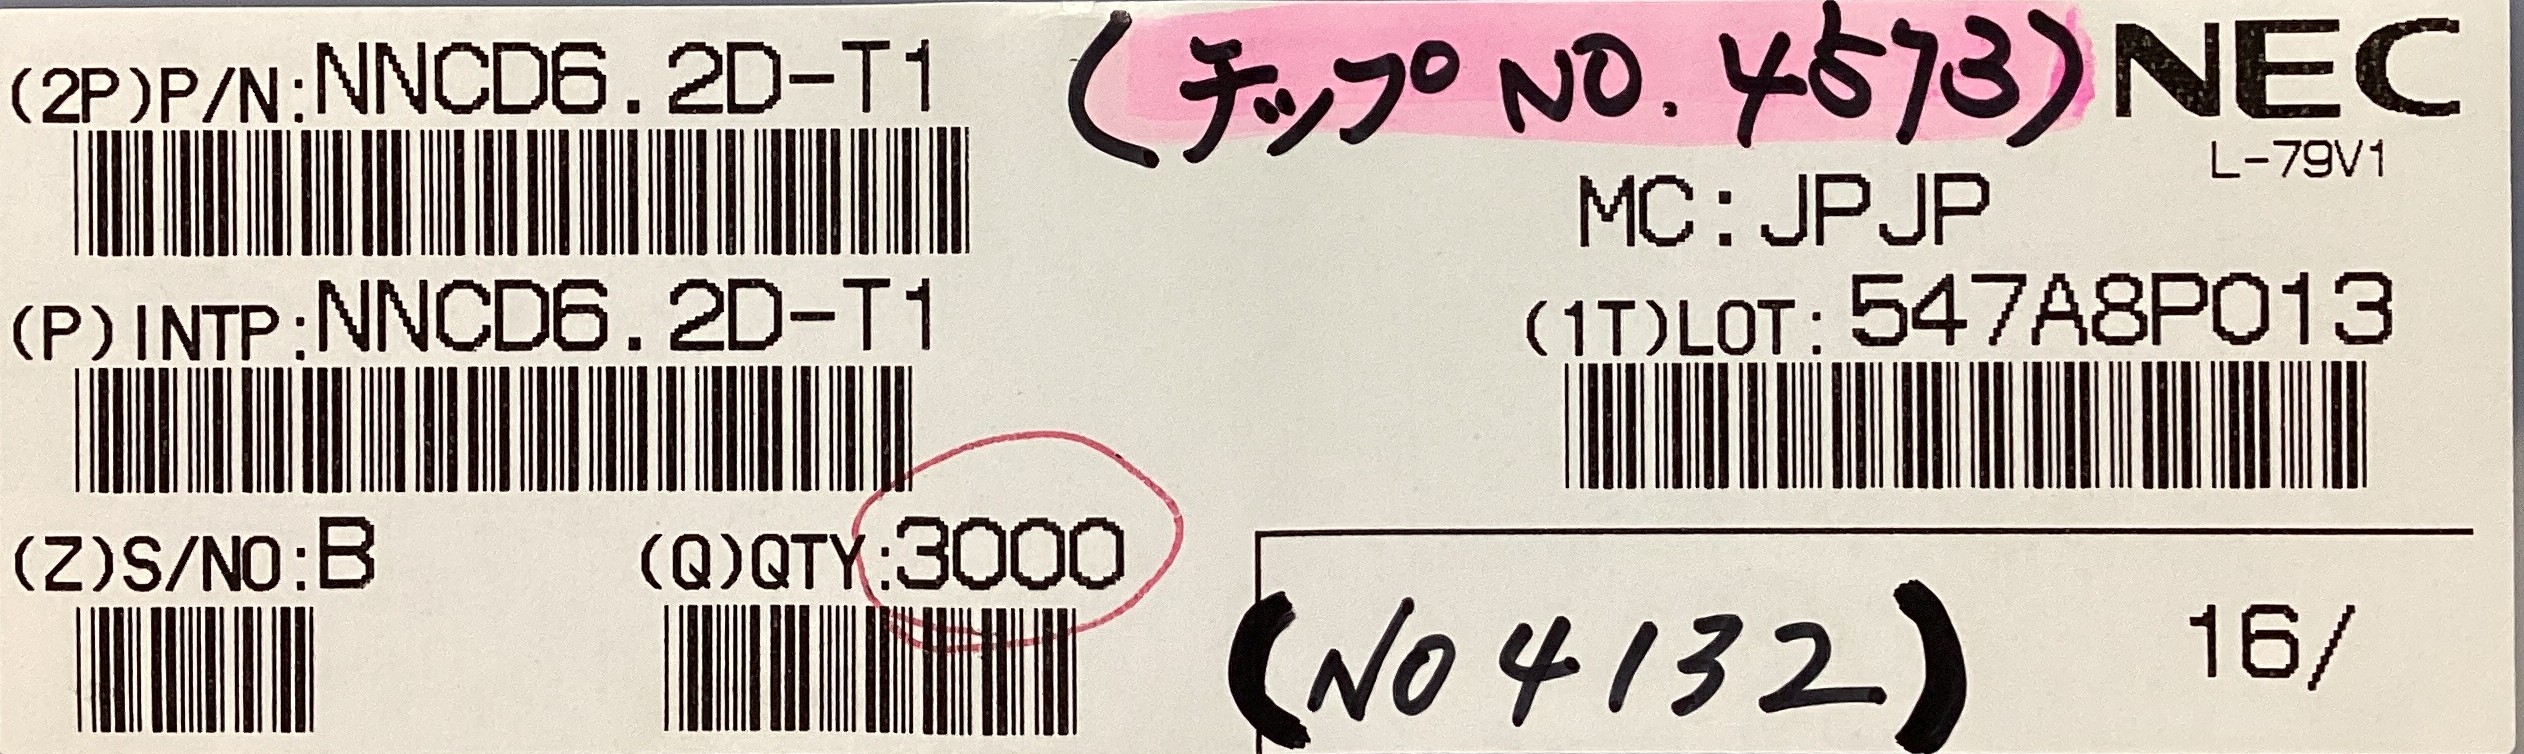 (2P)P/N:NNCD6.2D-T1
(チップNO.4573)
NEC
L-79V1
MC:JPJP
(P)INTP:NNCD6.2D-T1
(1T)LOT:547A8P013
(Z)S/NO:B
(Q)QTY:3000
(NO 4132)
16/